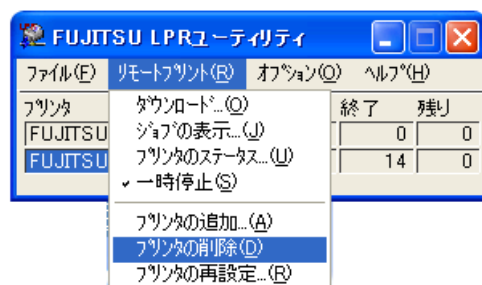 FUJITSU LPRユーティリティ
ファイル(F) リモートプリント(R) オプション(O) ヘルプ(H)
プリンタ 終了 残り
FUJITSU 0 0
FUJITSU 14 0
ダウンロード...(O)
ジョブの表示...(J)
プリンタのステータス...(U)
一時停止(S)
プリンタの追加...(A)
プリンタの削除(D)
プリンタの再設定...(R)